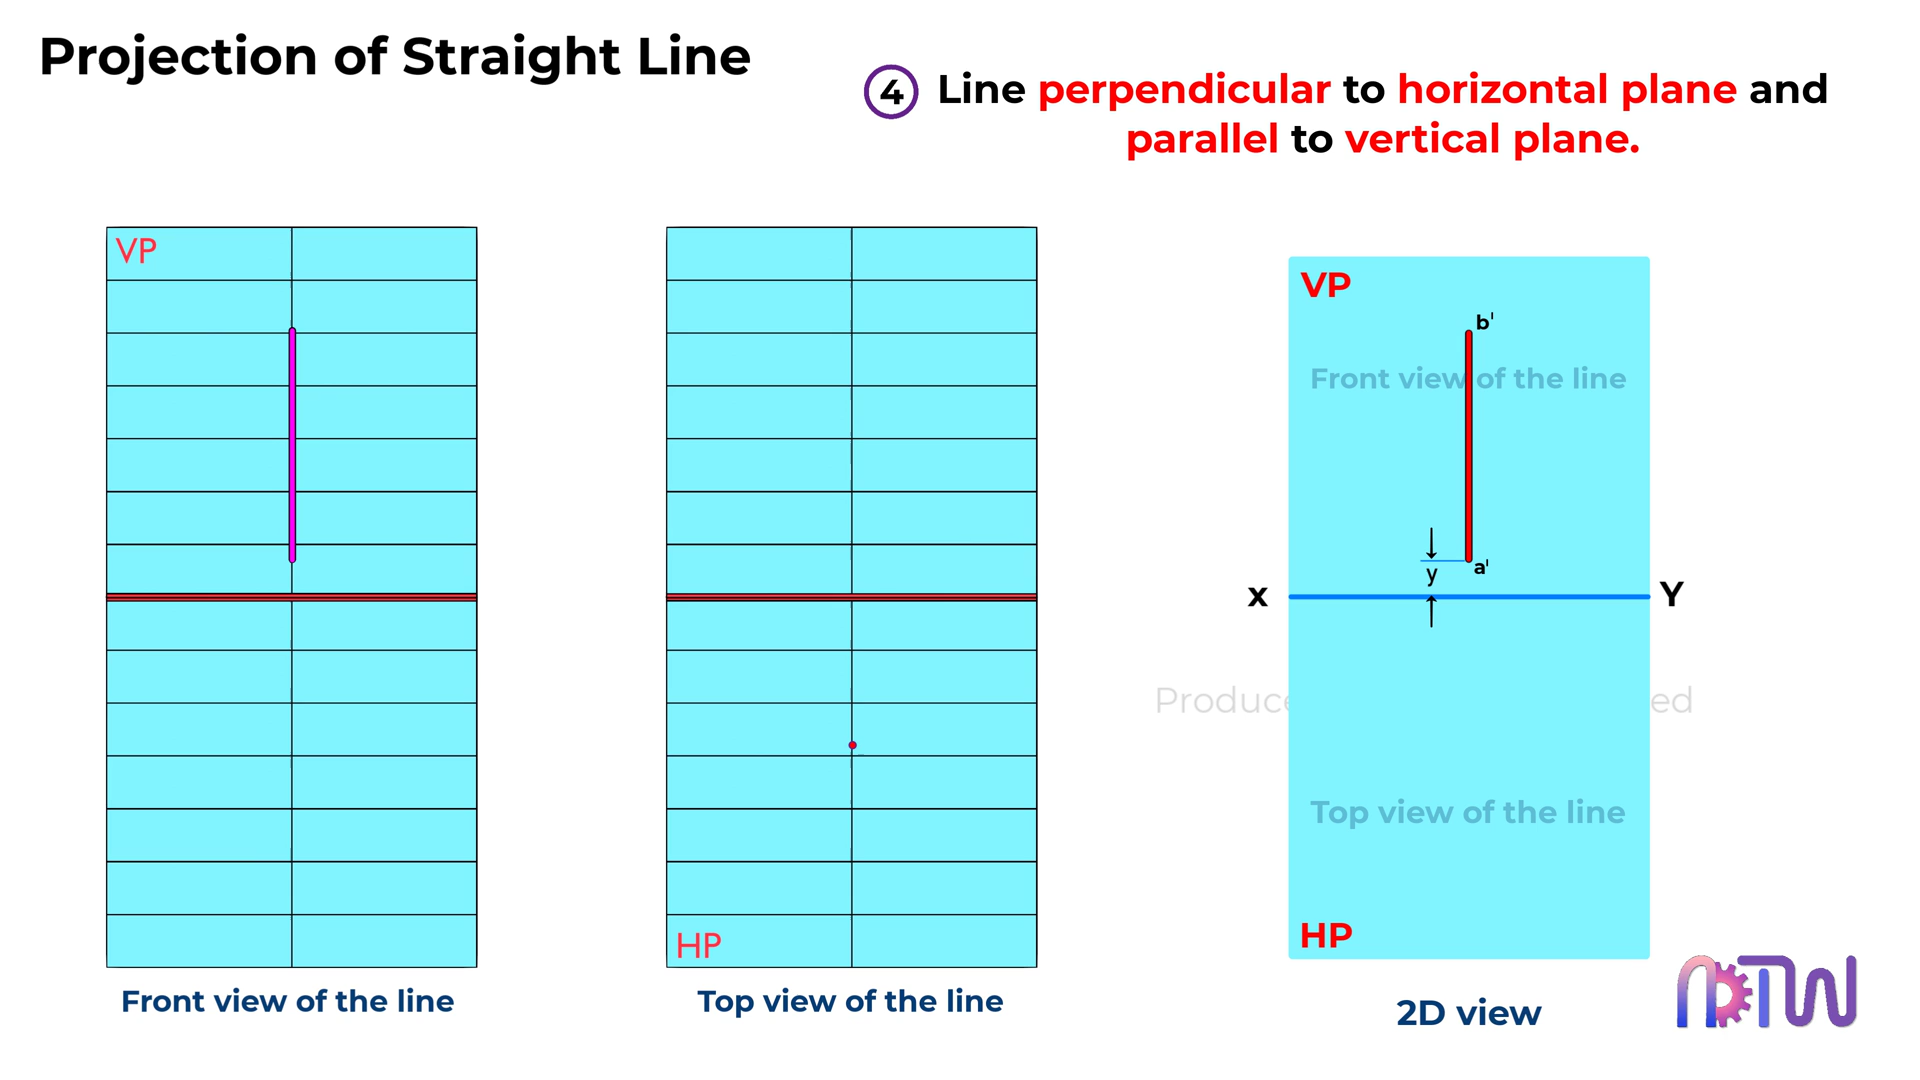 Projection of Straight Line
4 Line perpendicular to horizontal plane and
parallel to vertical plane.
VP
Front view of the line
HP
Top view of the line
VP
b'
Front view of the line
a'
y
x
Y
Top view of the line
HP
2D view